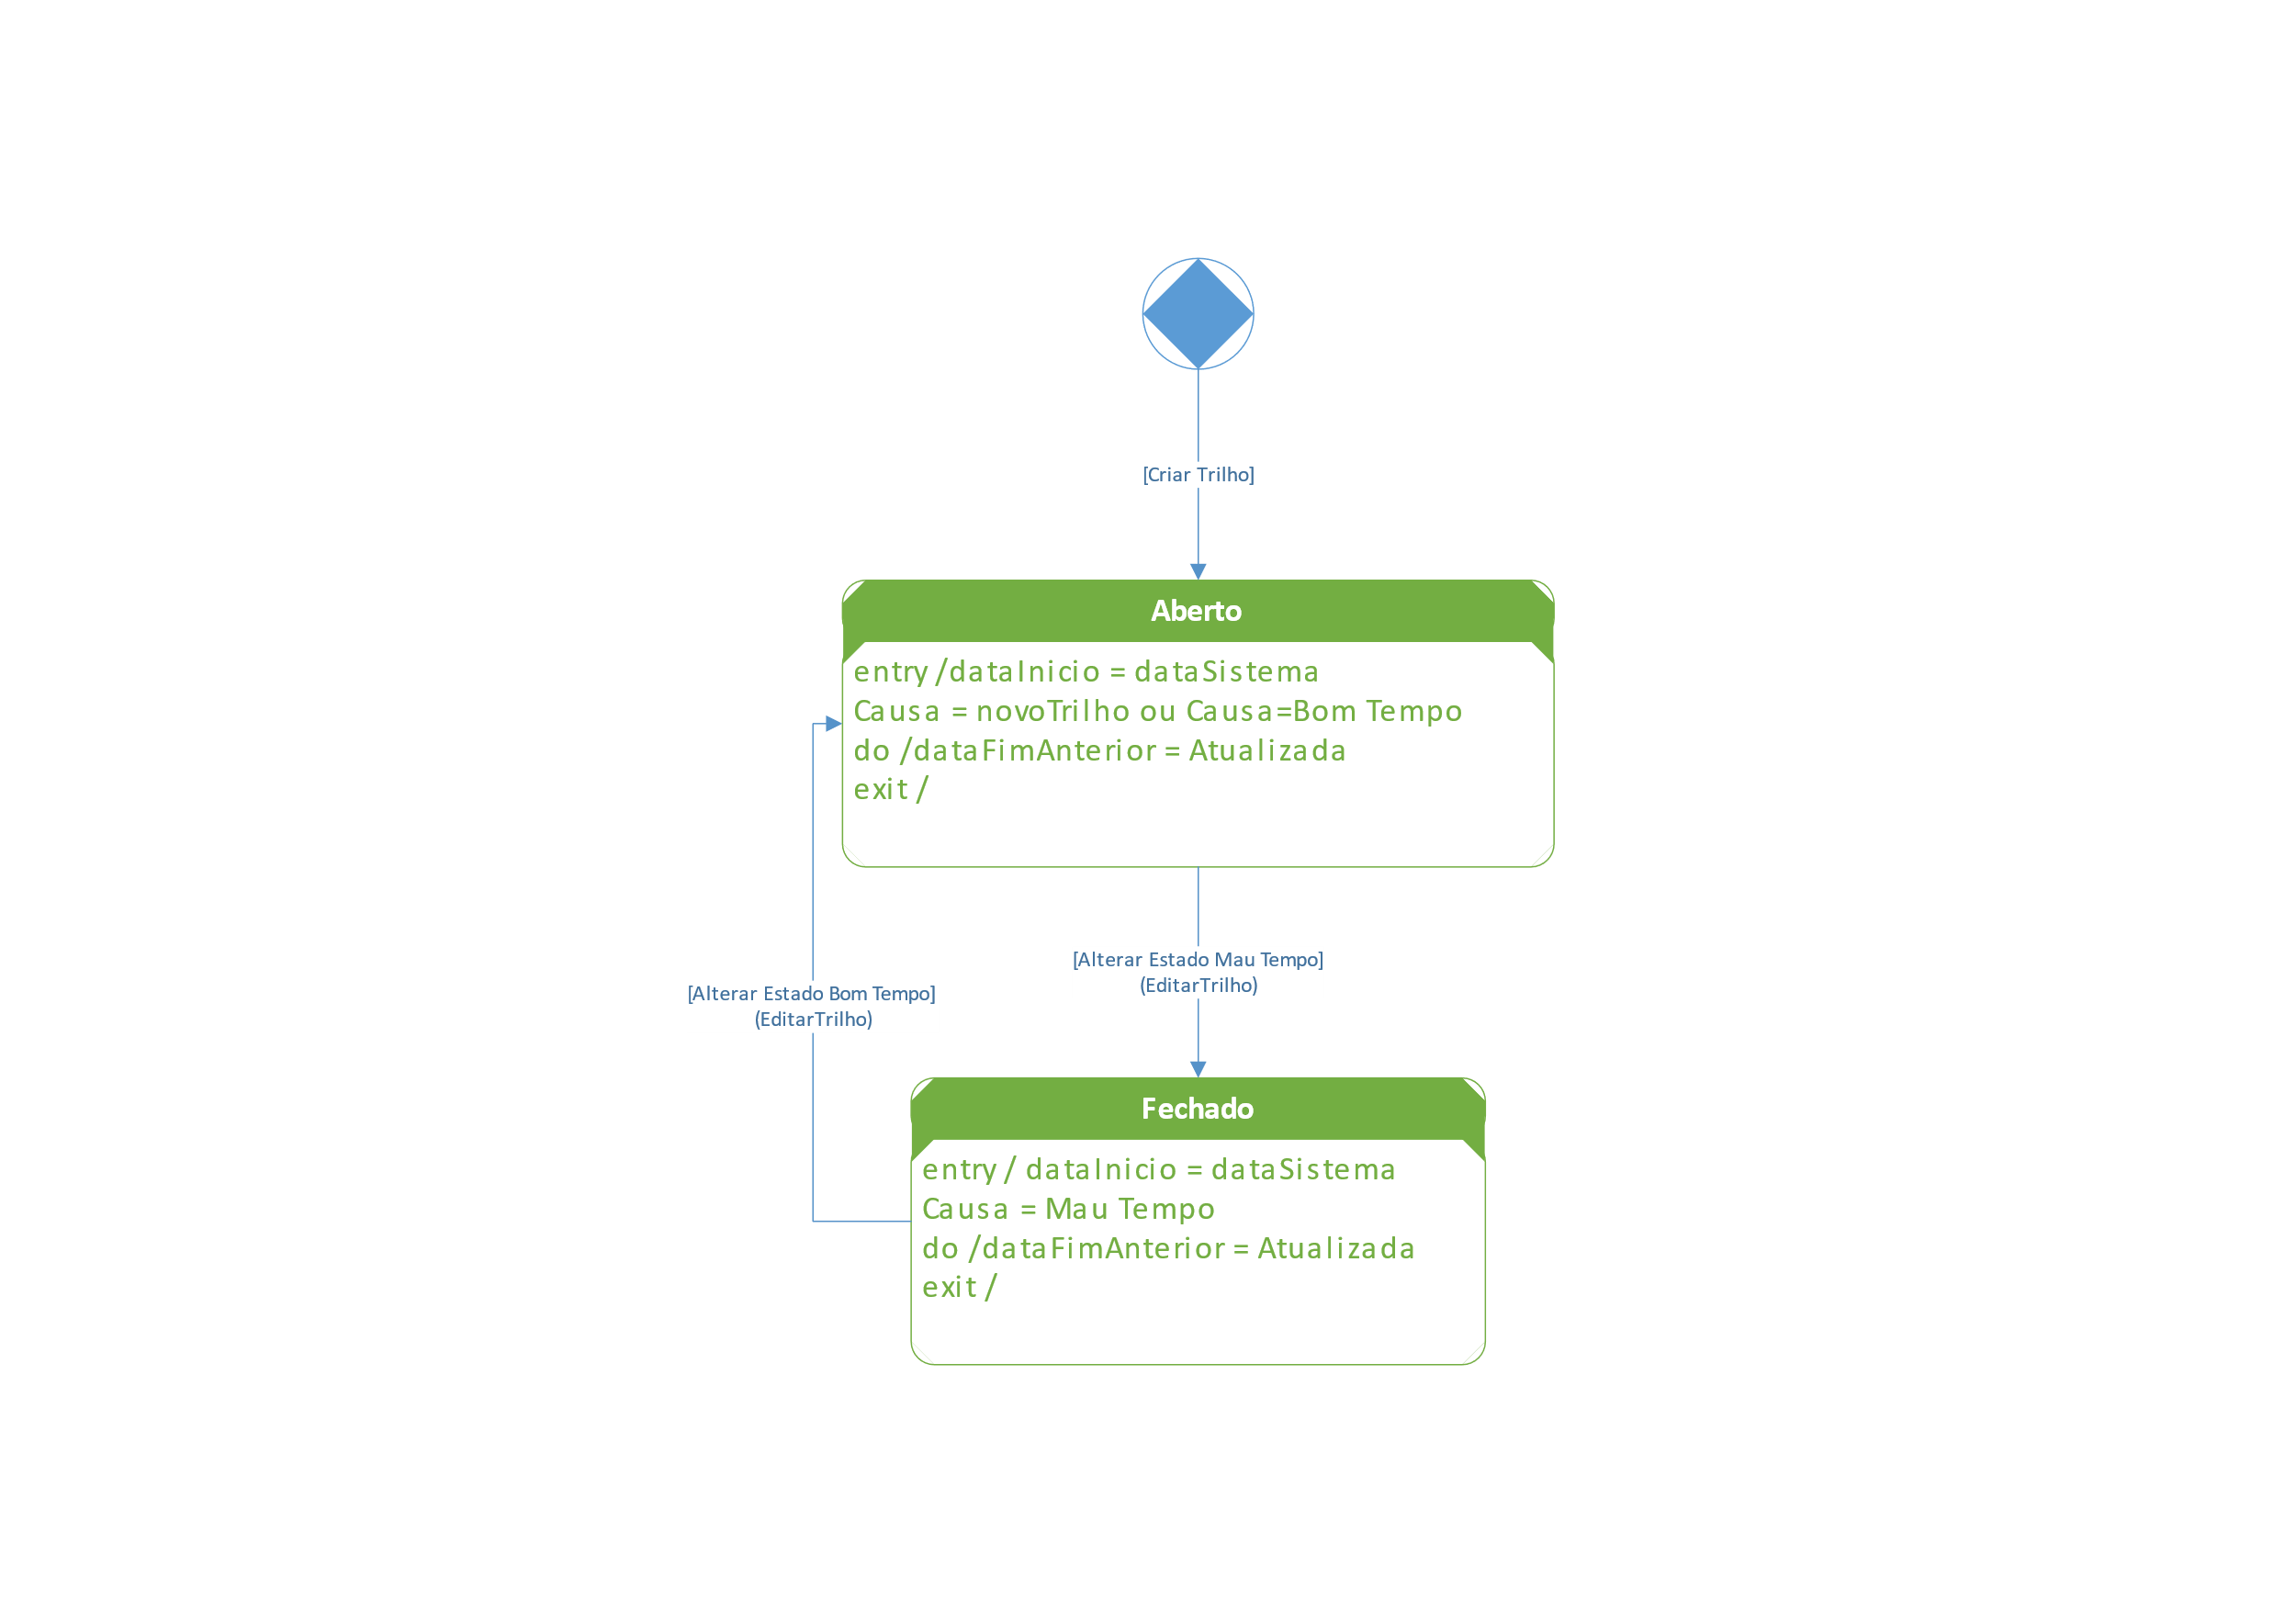 [Criar Trilho]
Aberto
entry /dataInicio = dataSistema
Causa = novoTrilho ou Causa=Bom Tempo
do /dataFimAnterior = Atualizada
exit /
[Alterar Estado Mau Tempo]
(EditarTrilho)
[Alterar Estado Bom Tempo]
(EditarTrilho)
Fechado
entry / dataInicio = dataSistema
Causa = Mau Tempo
do /dataFimAnterior = Atualizada
exit /